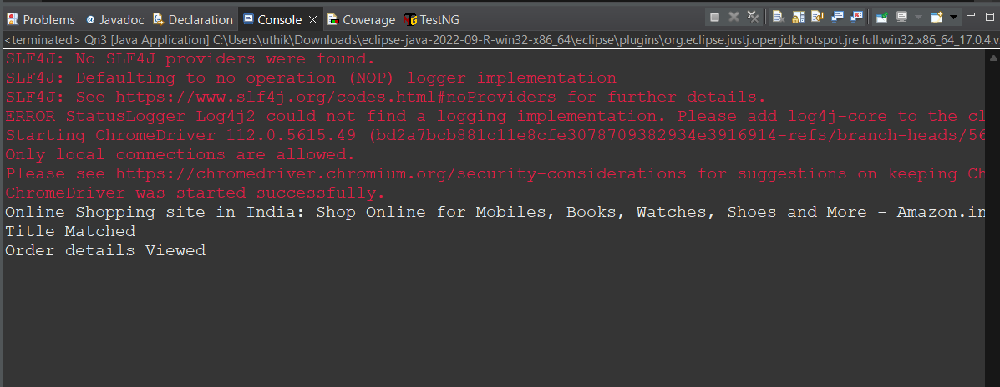 Problems Javadoc Declaration Console Coverage TestNG
<terminated> Qn3 [Java Application] C:\Users\uthik\Downloads\eclipse-java-2022-09-R-win32-x86_64\eclipse\plugins\org.eclipse.justj.openjdk.hotspot.jre.full.win32.x86_64_17.0.4.v
SLF4J: No SLF4J providers were found.
SLF4J: Defaulting to no-operation (NOP) logger implementation
SLF4J: See https://www.slf4j.org/codes.html#noProviders for further details.
ERROR StatusLogger Log4j2 could not find a logging implementation. Please add log4j-core to the cl
Starting ChromeDriver 112.0.5615.49 (bd2a7bcb881c11e8cfe3078709382934e3916914-refs/branch-heads/56
Only local connections are allowed.
Please see https://chromedriver.chromium.org/security-considerations for suggestions on keeping Ch
ChromeDriver was started successfully.
Online Shopping site in India: Shop Online for Mobiles, Books, Watches, Shoes and More - Amazon.in
Title Matched
Order details Viewed